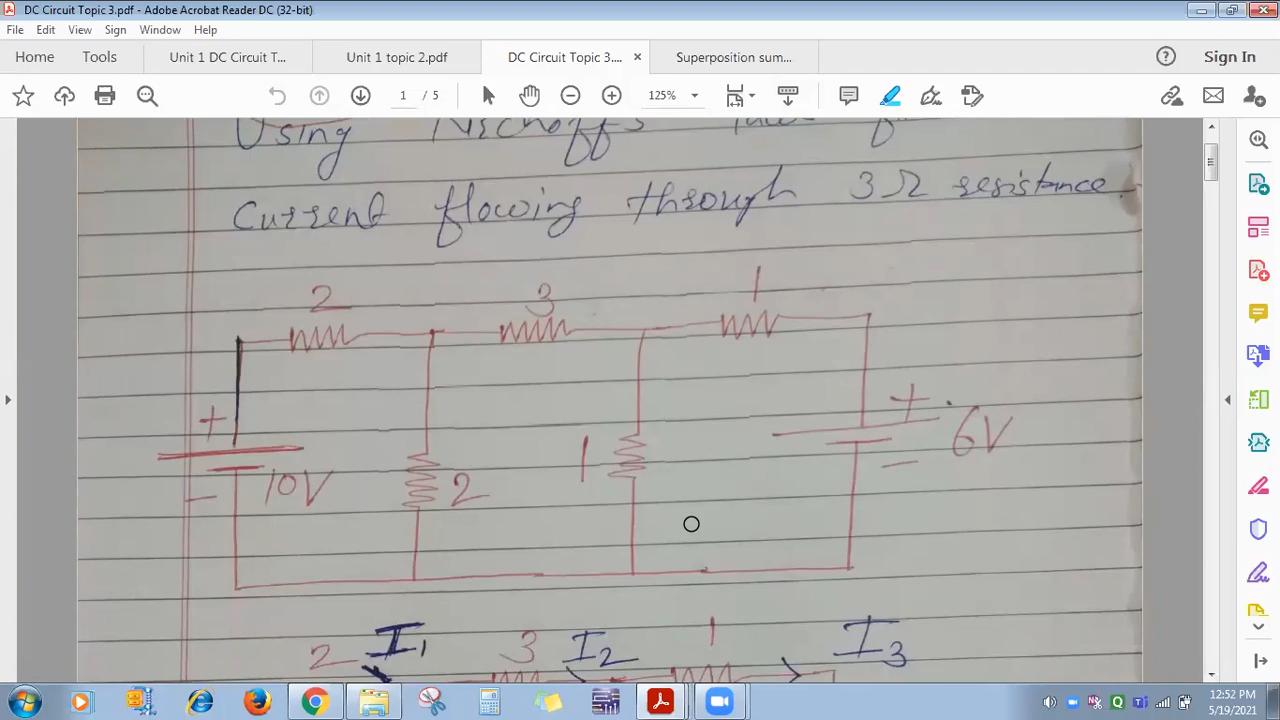 DC Circuit Topic 3.pdf - Adobe Acrobat Reader DC (32-bit)
File Edit View Sign Window Help
Home Tools Unit 1 DC Circuit T... Unit 1 topic 2.pdf DC Circuit Topic 3.... × Superposition sum... Sign In
1 / 5 125%
Using
Current flowing through 3Ω resistance.
2 3 1
+ + 6V
1
- 10V 2 -
I1 I2 1 I3
2 3
12:52 PM
5/19/2021